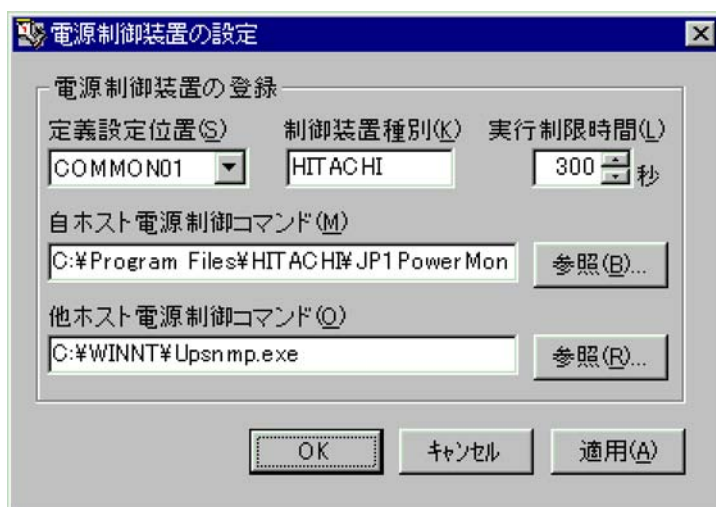 電源制御装置の設定
電源制御装置の登録
定義設定位置(S) 制御装置種別(K) 実行制限時間(L)
COMMON01 HITACHI 300 秒
自ホスト電源制御コマンド(M)
C:¥Program Files¥HITACHI¥JP1PowerMon 参照(B)...
他ホスト電源制御コマンド(O)
C:¥WINNT¥Upsnmp.exe 参照(R)...
OK キャンセル 適用(A)